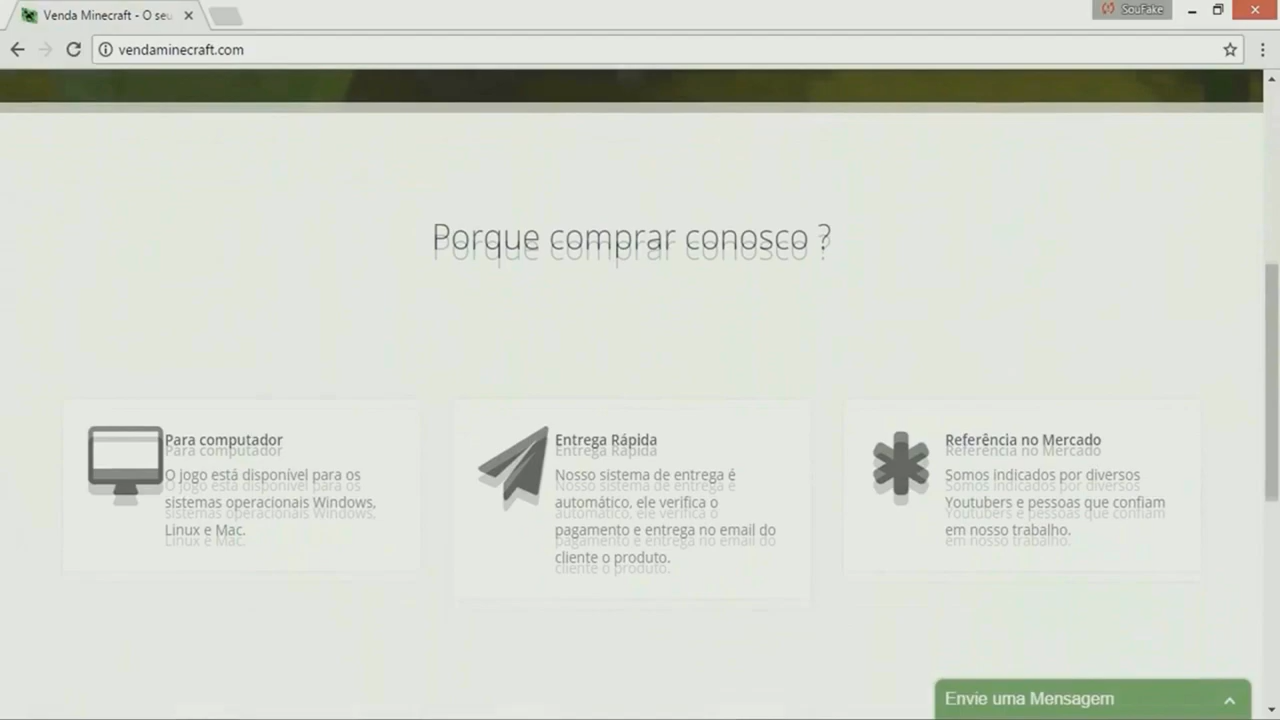 Venda Minecraft - O seu
SouFake
vendaminecraft.com
Porque comprar conosco ?
Para computador
O jogo está disponível para os
sistemas operacionais Windows,
Linux e Mac.
Entrega Rápida
Nosso sistema de entrega é
automático, ele verifica o
pagamento e entrega no email do
cliente o produto.
Referência no Mercado
Somos indicados por diversos
Youtubers e pessoas que confiam
em nosso trabalho.
Envie uma Mensagem